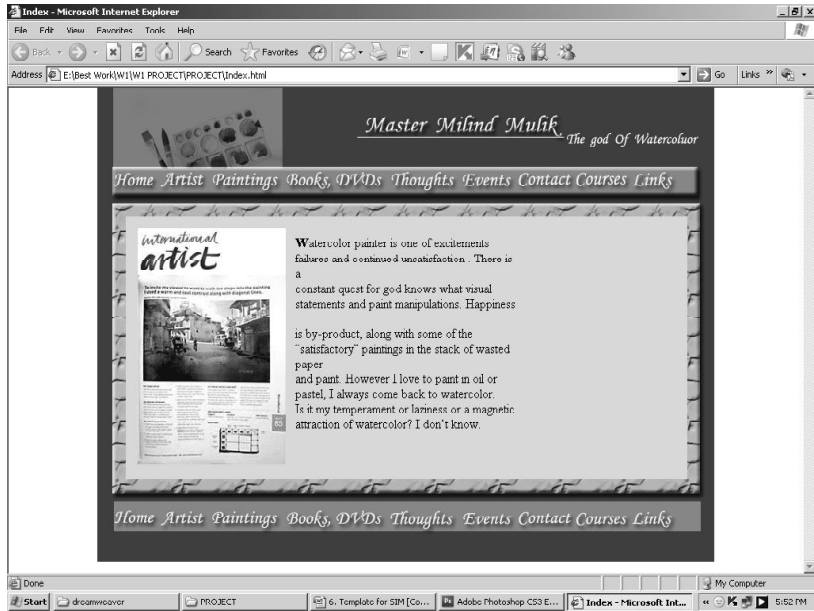 Index - Microsoft Internet Explorer
File Edit View Favorites Tools Help
Back Search Favorites
Address E:\Best Work\W1\W1 PROJECT\PROJECT\Index.html Go Links »
Master Milind Mulik
The god Of Watercoluor
Home Artist Paintings Books, DVDs Thoughts Events Contact Courses Links
international
artist
Watercolor painter is one of excitements
failures and continued unsatisfaction . There is
a
constant quest for god knows what visual
statements and paint manipulations. Happiness
is by-product, along with some of the
"satisfactory" paintings in the stack of wasted
paper
and paint. However I love to paint in oil or
pastel, I always come back to watercolor.
Is it my temperament or laziness or a magnetic
attraction of watercolor? I don't know.
Home Artist Paintings Books, DVDs Thoughts Events Contact Courses Links
Done My Computer
Start dreamweaver PROJECT 6. Template for SIM [Co... Adobe Photoshop CS3 E... Index - Microsoft Int... « 5:52 PM